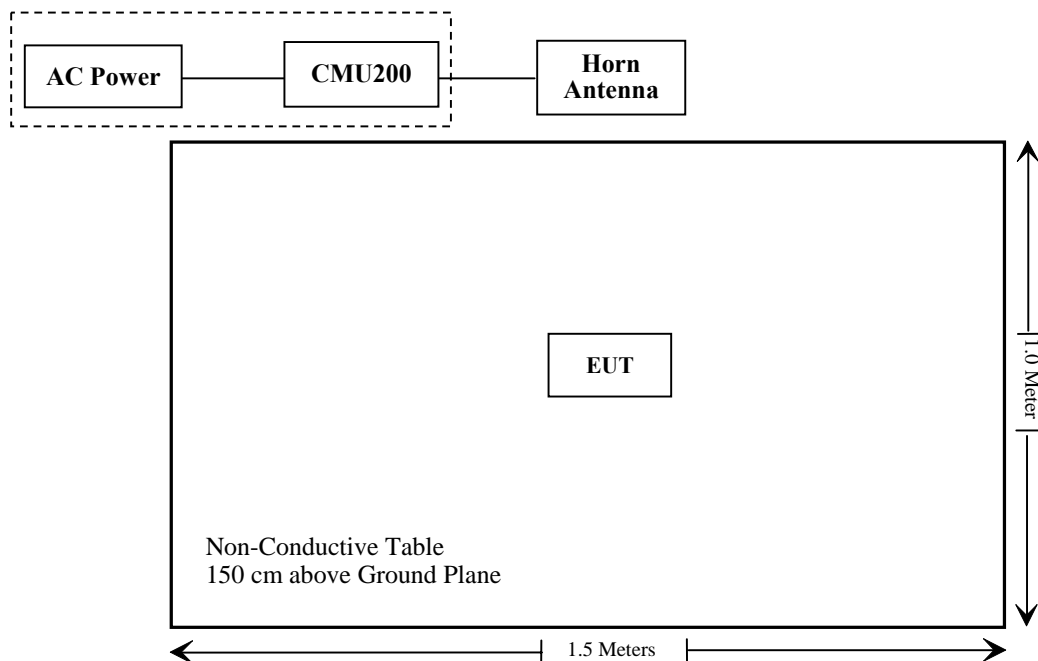 AC Power
CMU200
Horn
Antenna
EUT
1.0 Meter
Non-Conductive Table
150 cm above Ground Plane
1.5 Meters